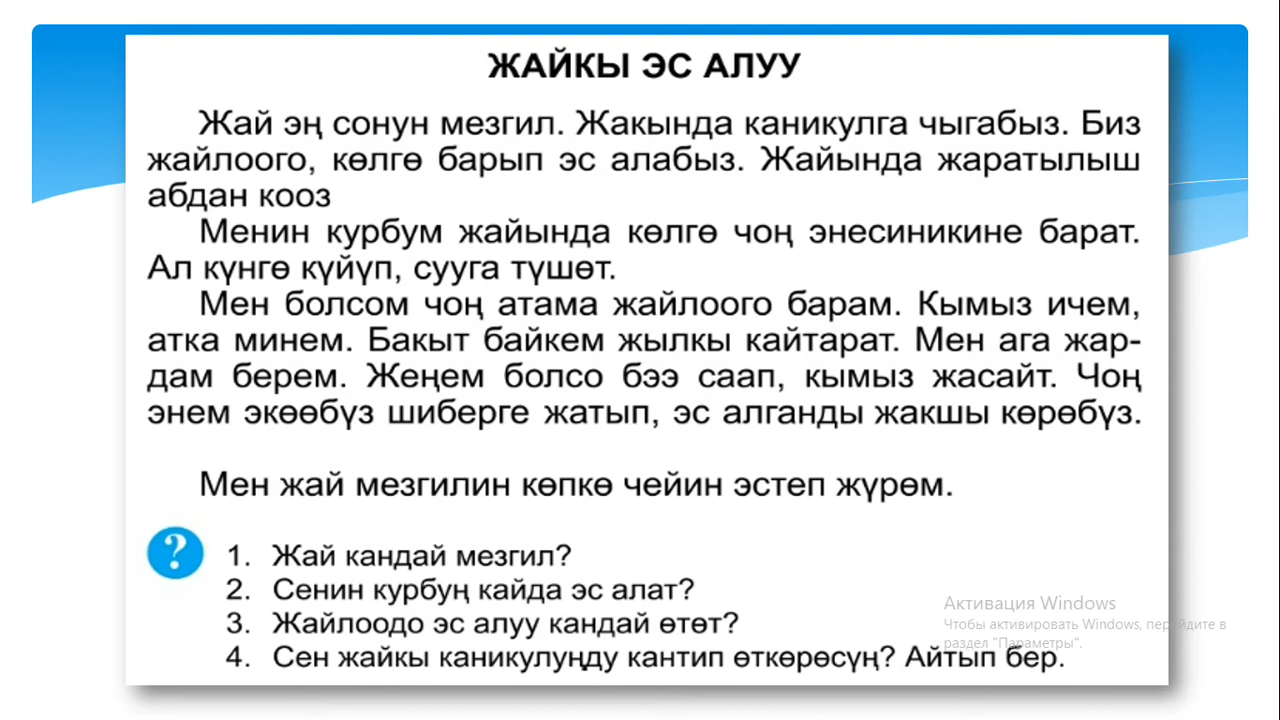 ЖАЙКЫ ЭС АЛУУ
Жай эң сонун мезгил. Жакында каникулга чыгабыз. Биз
жайлоого, көлгө барып эс алабыз. Жайында жаратылыш
абдан кооз
Менин курбум жайында көлгө чоң энесиникине барат.
Ал күнгө күйүп, сууга түшөт.
Мен болсом чоң атама жайлоого барам. Кымыз ичем,
атка минем. Бакыт байкем жылкы кайтарат. Мен ага жар-
дам берем. Жеңем болсо бээ саап, кымыз жасайт. Чоң
энем экөөбүз шиберге жатып, эс алганды жакшы көрөбүз.
Мен жай мезгилин көпкө чейин эстеп жүрөм.
?
1. Жай кандай мезгил?
2. Сенин курбуң кайда эс алат?
3. Жайлоодо эс алуу кандай өтөт?
4. Сен жайкы каникулуңду кантип өткөрөсүң? Айтып бер.
Активация Windows
Чтобы активировать Windows, перейдите в
раздел "Параметры".